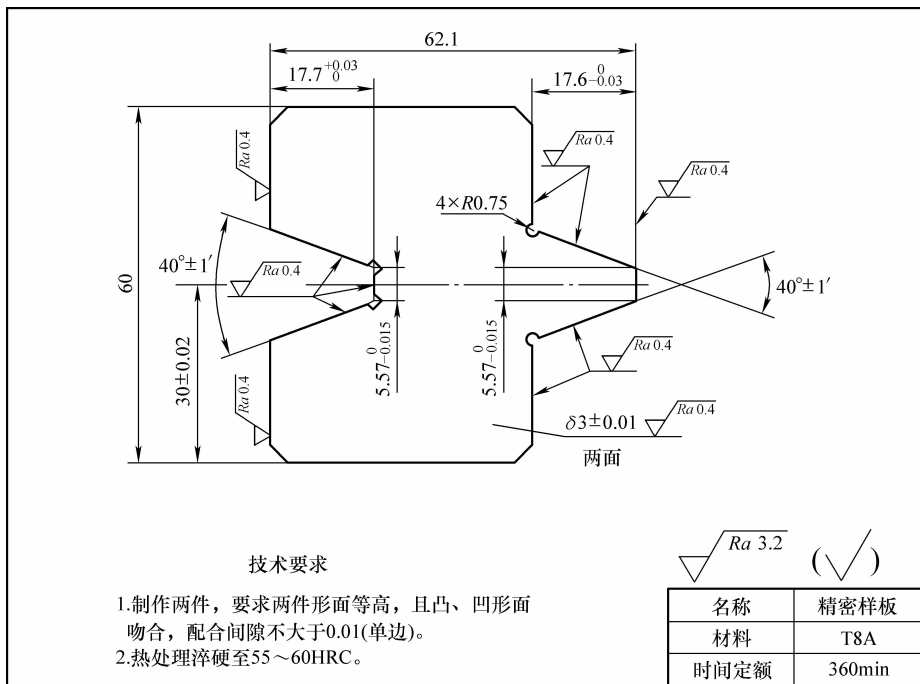 62.1
17.7 +0.03 0
17.6 0 -0.03
Ra 0.4
Ra 0.4
Ra 0.4
4×R0.75
40°±1′
Ra 0.4
40°±1′
60
30±0.02
5.57 0 -0.015
5.57 0 -0.015
Ra 0.4
Ra 0.4
δ3±0.01
Ra 0.4
两面
Ra 3.2
(√)
技术要求
1.制作两件，要求两件形面等高，且凸、凹形面
吻合，配合间隙不大于0.01(单边)。
2.热处理淬硬至55～60HRC。
名称 精密样板
材料 T8A
时间定额 360min